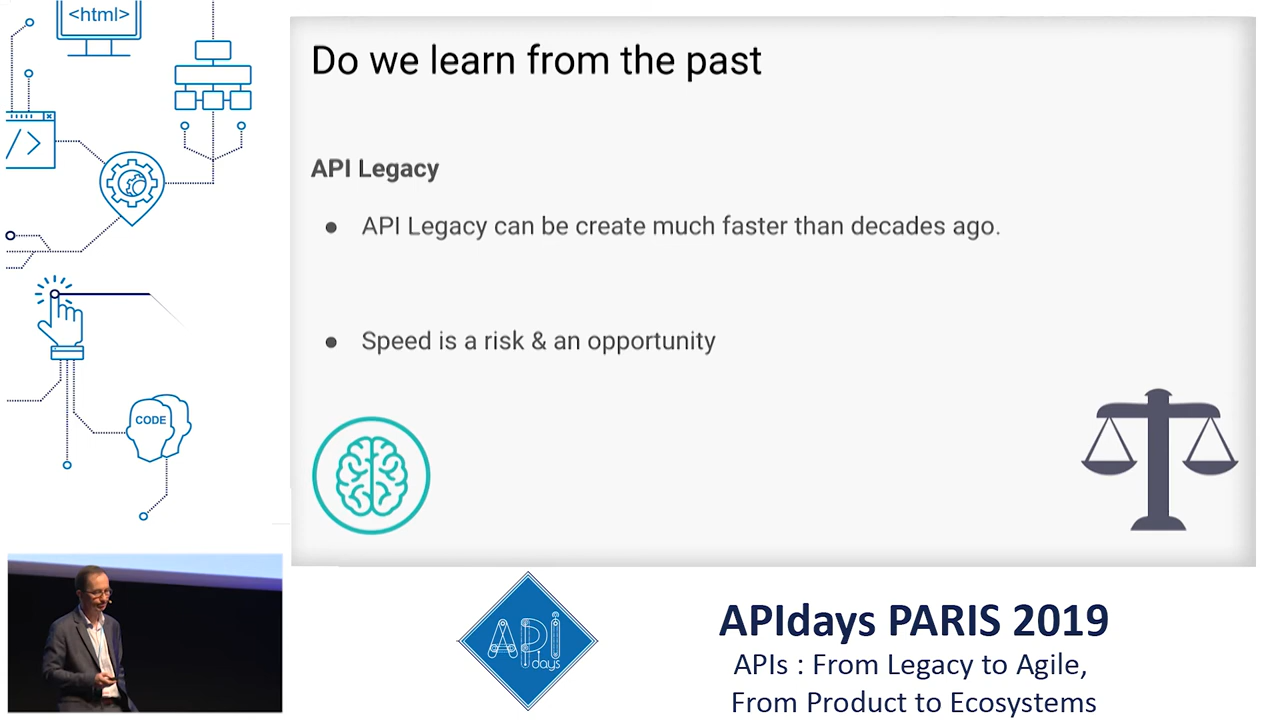 <html>
Do we learn from the past
API Legacy
● API Legacy can be create much faster than decades ago.
● Speed is a risk & an opportunity
</>
CODE
API
days
APIdays PARIS 2019
APIs : From Legacy to Agile,
From Product to Ecosystems